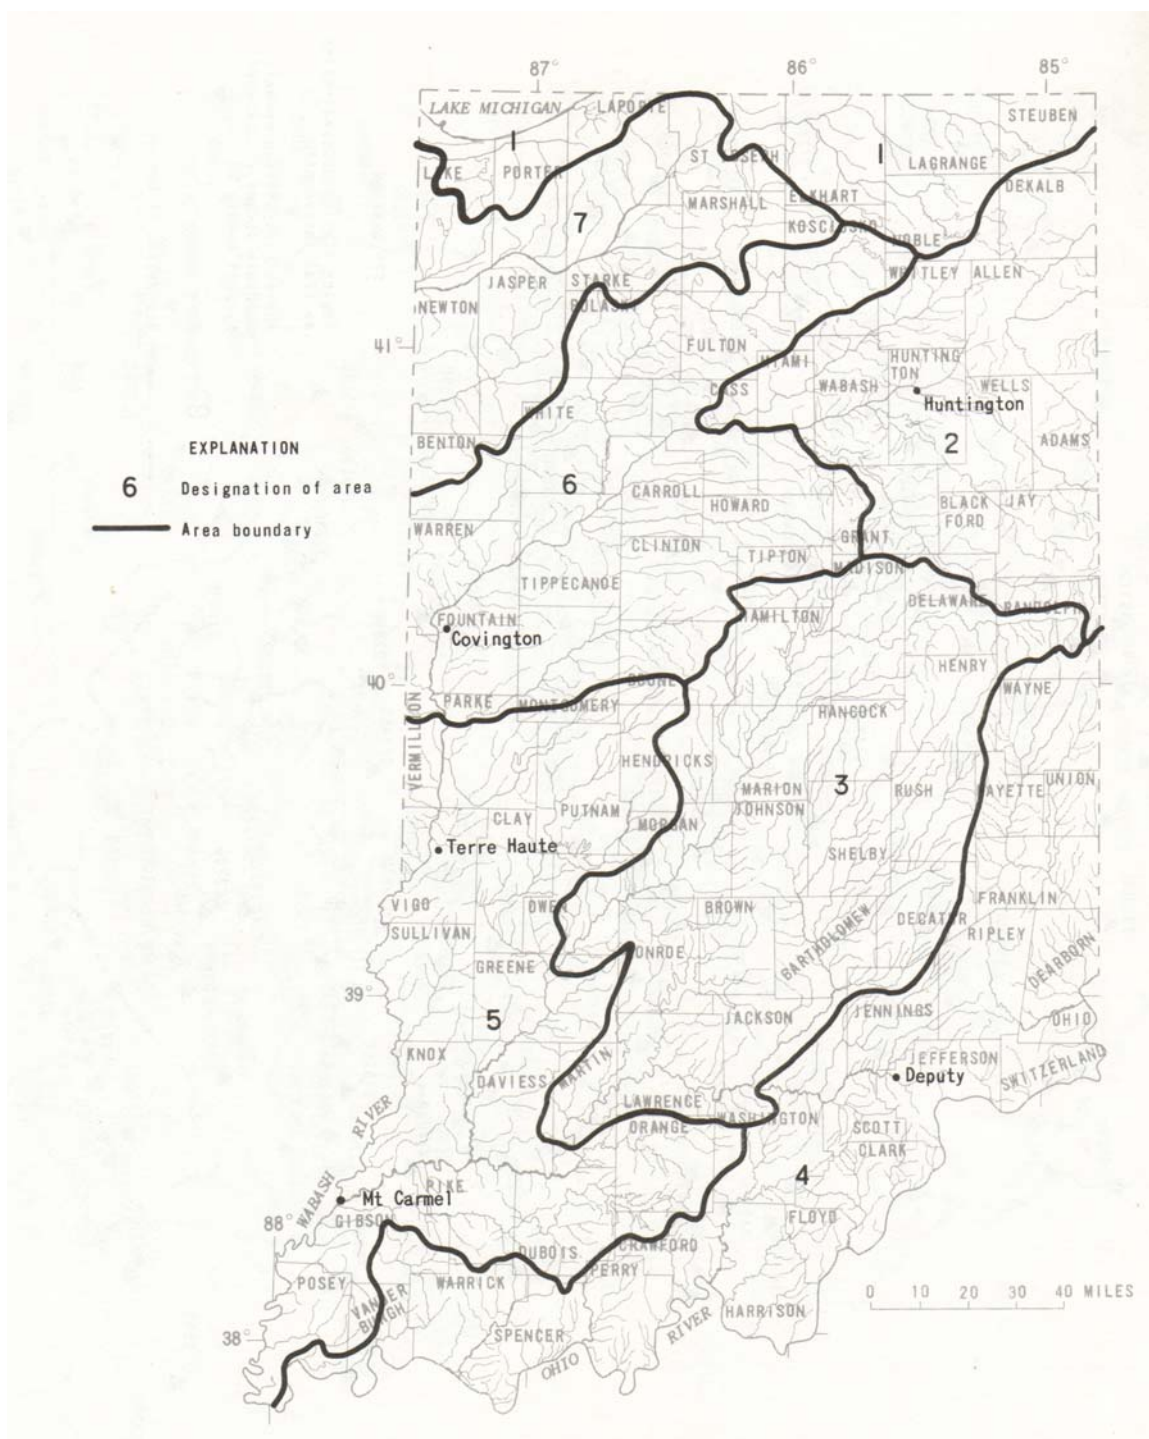 87° 86° 85°
LAKE MICHIGAN LAPORTE
STEUBEN
1
1
ST JOSEPH
LAGRANGE
LAKE PORTER
DEKALB
ELKHART
MARSHALL
7
KOSCIUSKO
NOBLE
WHITLEY ALLEN
JASPER STARKE
NEWTON PULASKI
41°
FULTON
MIAMI
HUNTING
TON
CASS WABASH WELLS
Huntington
WHITE
BENTON
2 ADAMS
EXPLANATION
6 Designation of area
Area boundary
6
CARROLL
HOWARD
BLACK
FORD
JAY
WARREN
GRANT
CLINTON
TIPTON
MADISON
TIPPECANOE
DELAWARE RANDOLPH
FOUNTAIN
HAMILTON
Covington
HENRY
40°
BOONE
WAYNE
PARKE MONTGOMERY
HANCOCK
VERMILLION
HENDRICKS
MARION 3 RUSH FAYETTE UNION
JOHNSON
PUTNAM
CLAY
MORGAN
Terre Haute
SHELBY
VIGO OWEN BROWN
FRANKLIN
DECATUR
BARTHOLOMEW
SULLIVAN
RIPLEY
DEARBORN
MONROE
GREENE
39°
5
JACKSON
JENNINGS
OHIO
KNOX
JEFFERSON
SWITZERLAND
DAVIESS MARTIN
Deputy
LAWRENCE
WASHINGTON
ORANGE
SCOTT
CLARK
RIVER
WABASH
4
PIKE
Mt Carmel
88° GIBSON
FLOYD
DUBOIS CRAWFORD
PERRY
POSEY
VANDER
BURGH
WARRICK
0 10 20 30 40 MILES
HARRISON
RIVER
SPENCER
38°
OHIO